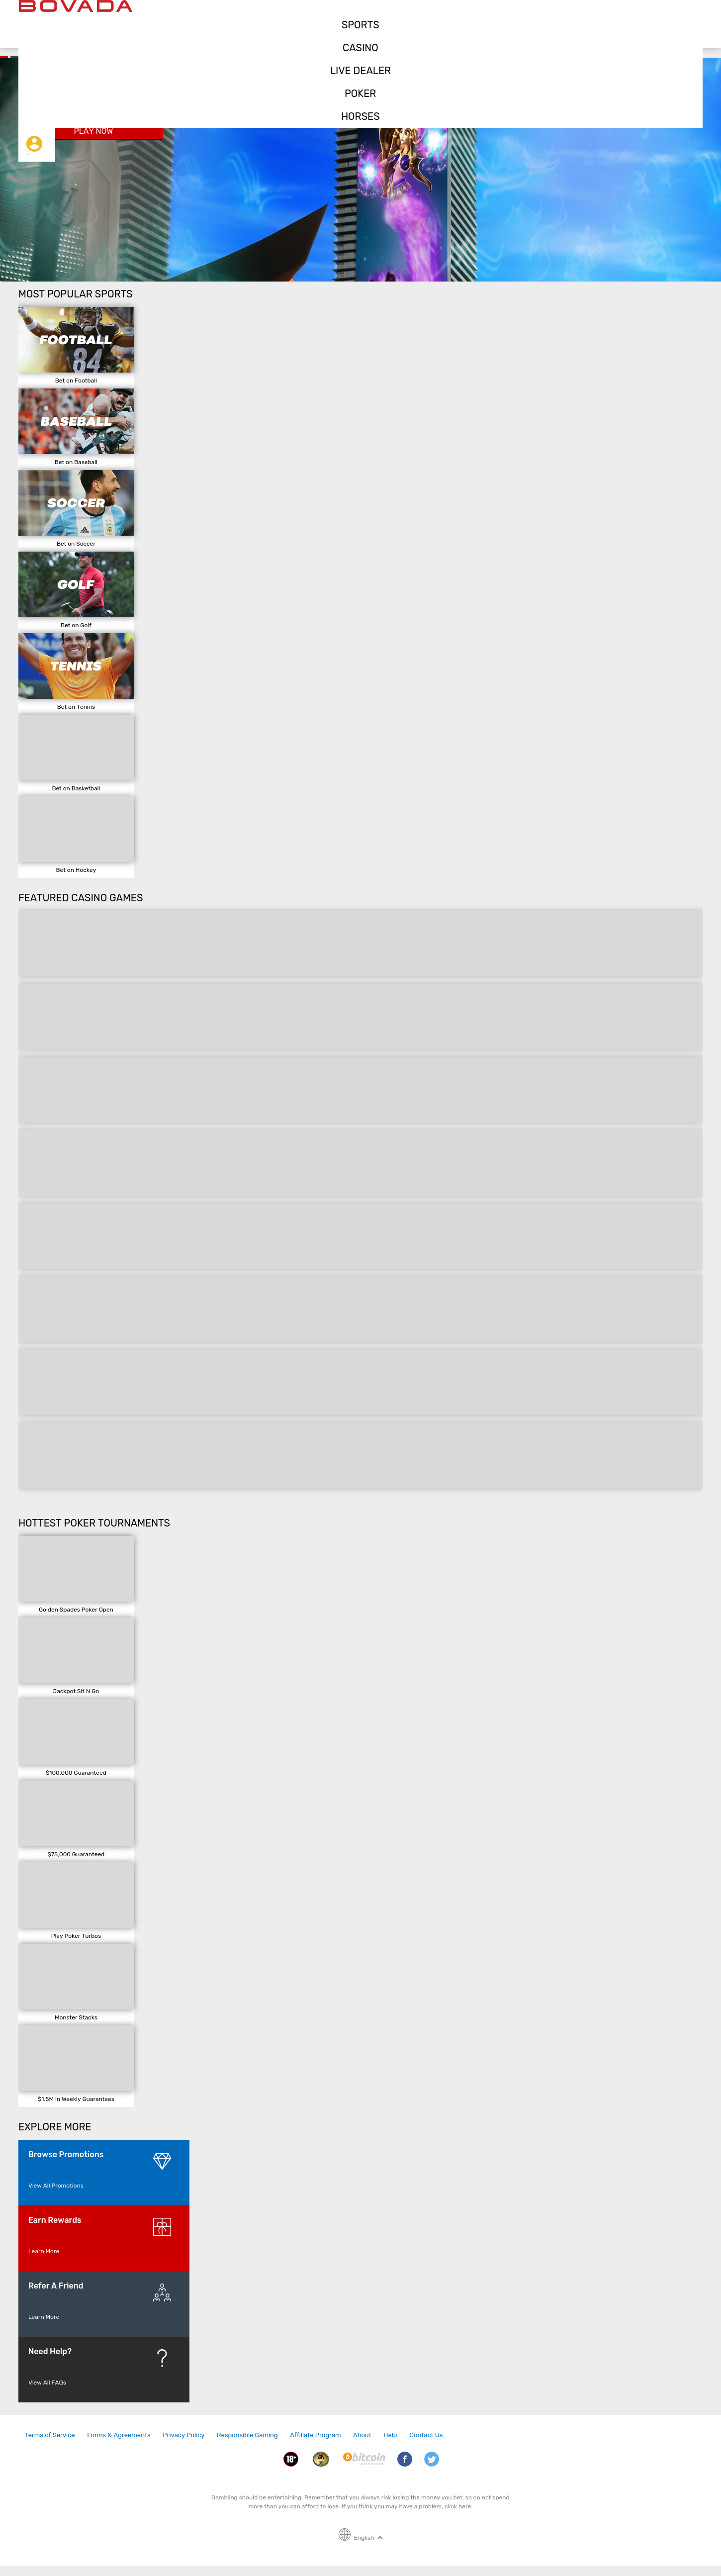 BOVADA
SPORTS
CASINO
LIVE DEALER
POKER
HORSES
PLAY NOW
MOST POPULAR SPORTS
FOOTBALL
84
Bet on Football
BASEBALL
Bet on Baseball
SOCCER
Bet on Soccer
GOLF
Bet on Golf
TENNIS
Bet on Tennis
Bet on Basketball
Bet on Hockey
FEATURED CASINO GAMES
HOTTEST POKER TOURNAMENTS
Golden Spades Poker Open
Jackpot Sit N Go
$100,000 Guaranteed
$75,000 Guaranteed
Play Poker Turbos
Monster Stacks
$1.5M in Weekly Guarantees
EXPLORE MORE
Browse Promotions
View All Promotions
Earn Rewards
Learn More
Refer A Friend
Learn More
Need Help?
View All FAQs
Terms of Service Forms & Agreements Privacy Policy Responsible Gaming Affiliate Program About Help Contact Us
18+ bitcoin
Gambling should be entertaining. Remember that you always risk losing the money you bet, so do not spend
more than you can afford to lose. If you think you may have a problem, click here.
English